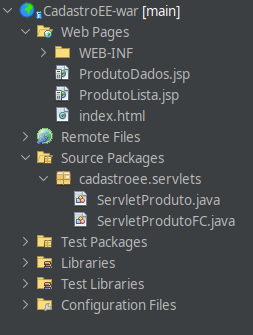 CadastroEE-war [main]
Web Pages
WEB-INF
ProdutoDados.jsp
ProdutoLista.jsp
index.html
Remote Files
Source Packages
cadastroee.servlets
ServletProduto.java
ServletProdutoFC.java
Test Packages
Libraries
Test Libraries
Configuration Files